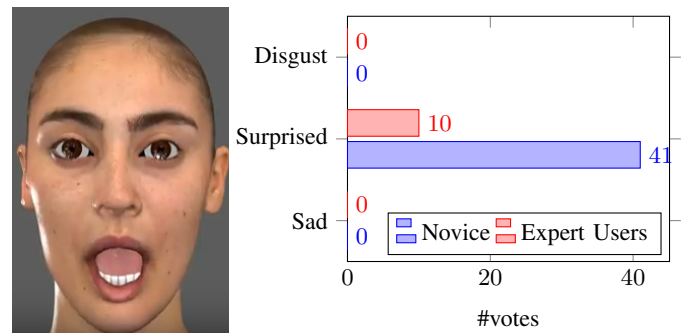 Disgust
0
0
Surprised
10
41
Sad
0
0
Novice Expert Users
0 20 40
#votes